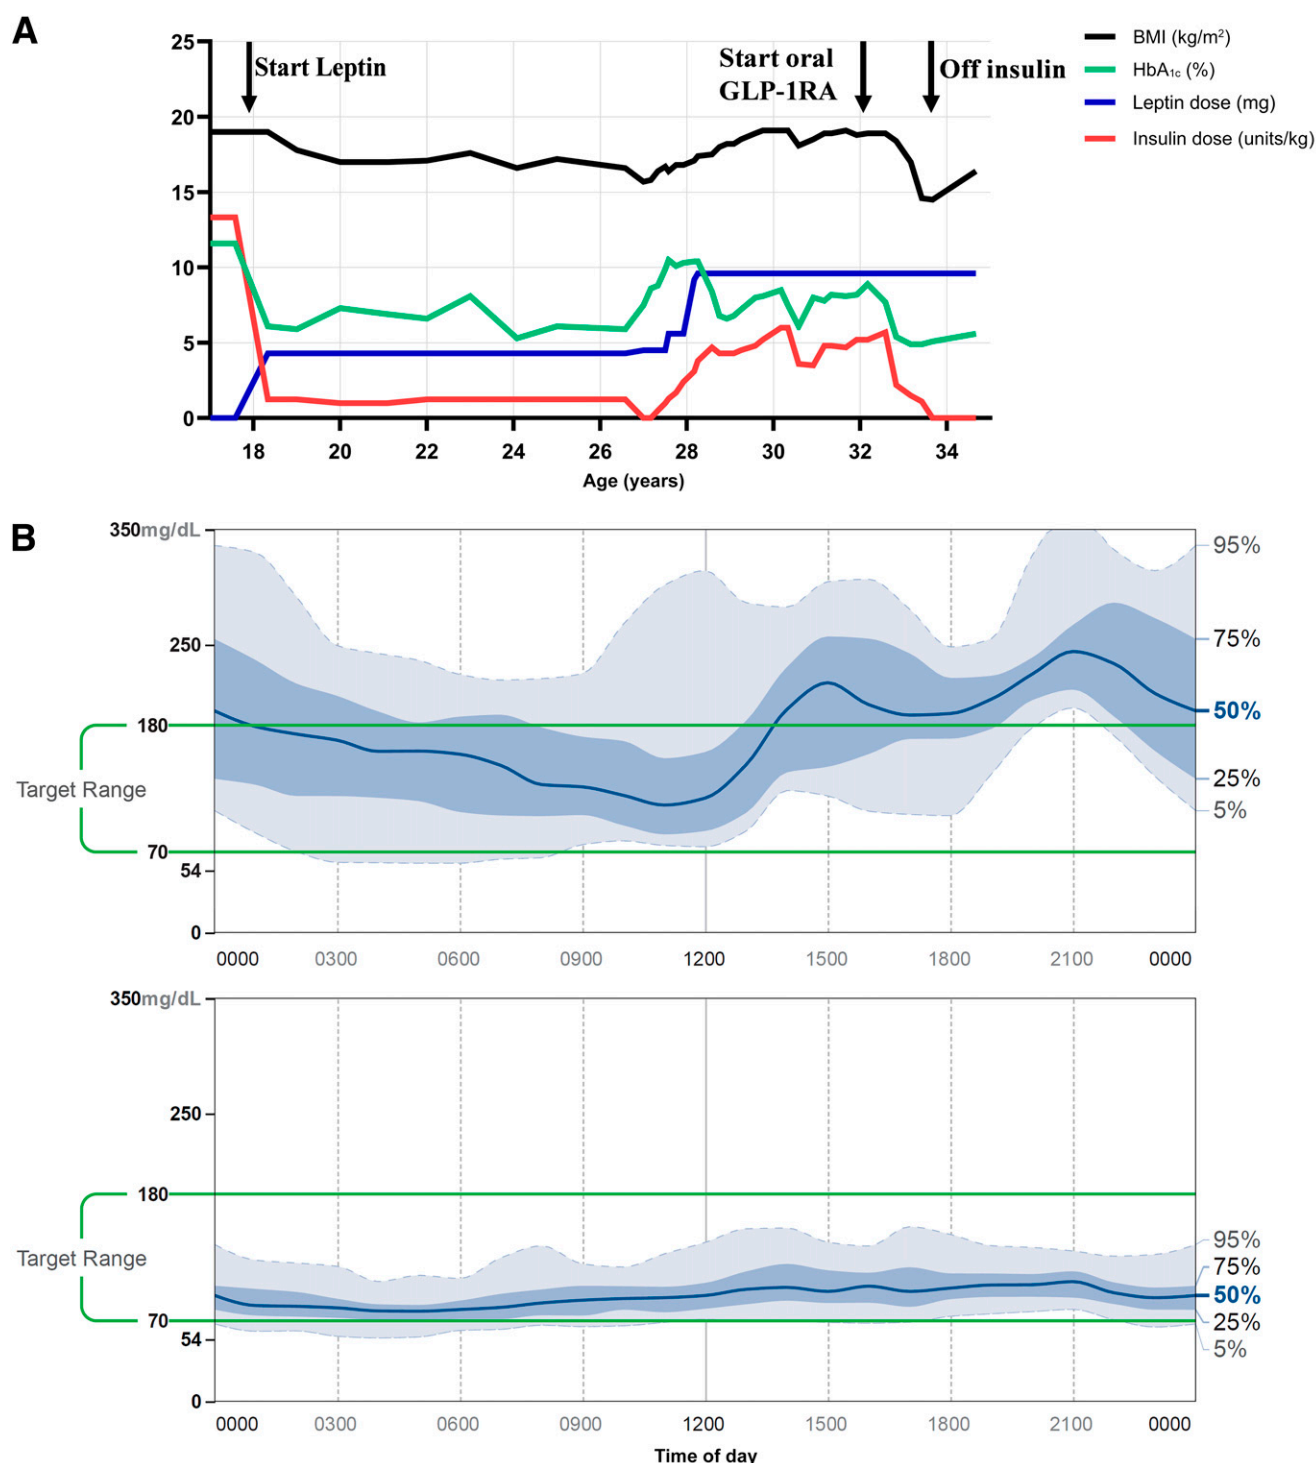 A
25
20
15
10
5
0
Start Leptin
Start oral
GLP-1RA
Off insulin
BMI (kg/m²)
HbA₁c (%)
Leptin dose (mg)
Insulin dose (units/kg)
18 20 22 24 26 28 30 32 34
Age (years)
B
350mg/dL
250
180
Target Range
70
54
0
95%
75%
50%
25%
5%
0000 0300 0600 0900 1200 1500 1800 2100 0000
350mg/dL
250
180
Target Range
70
54
0
95%
75%
50%
25%
5%
0000 0300 0600 0900 1200 1500 1800 2100 0000
Time of day